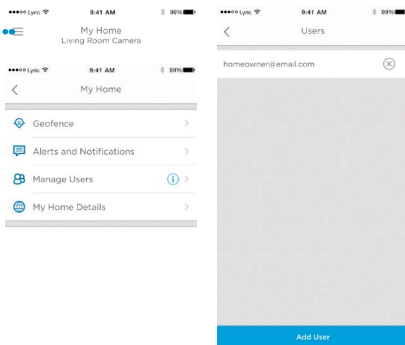 Lyric 9:41 AM 99%
My Home
Living Room Camera
Lyric 9:41 AM 99%
My Home
Geofence
Alerts and Notifications
Manage Users
My Home Details
Lyric 9:41 AM 99%
Users
homeowner@email.com
Add User